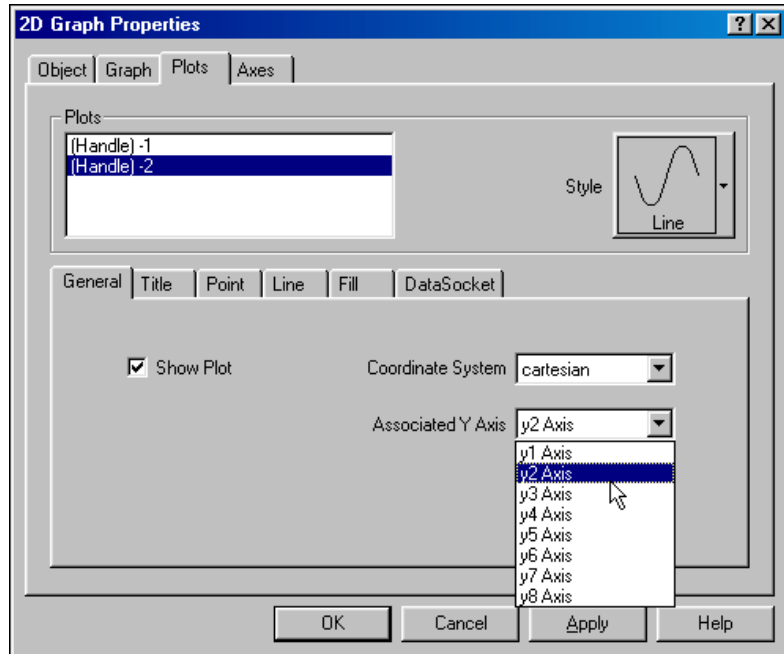 2D Graph Properties
Object Graph Plots Axes
Plots
(Handle) -1
(Handle) -2
Style
Line
General Title Point Line Fill DataSocket
Show Plot
Coordinate System cartesian
Associated Y Axis y2 Axis
y1 Axis
y2 Axis
y3 Axis
y4 Axis
y5 Axis
y6 Axis
y7 Axis
y8 Axis
OK Cancel Apply Help